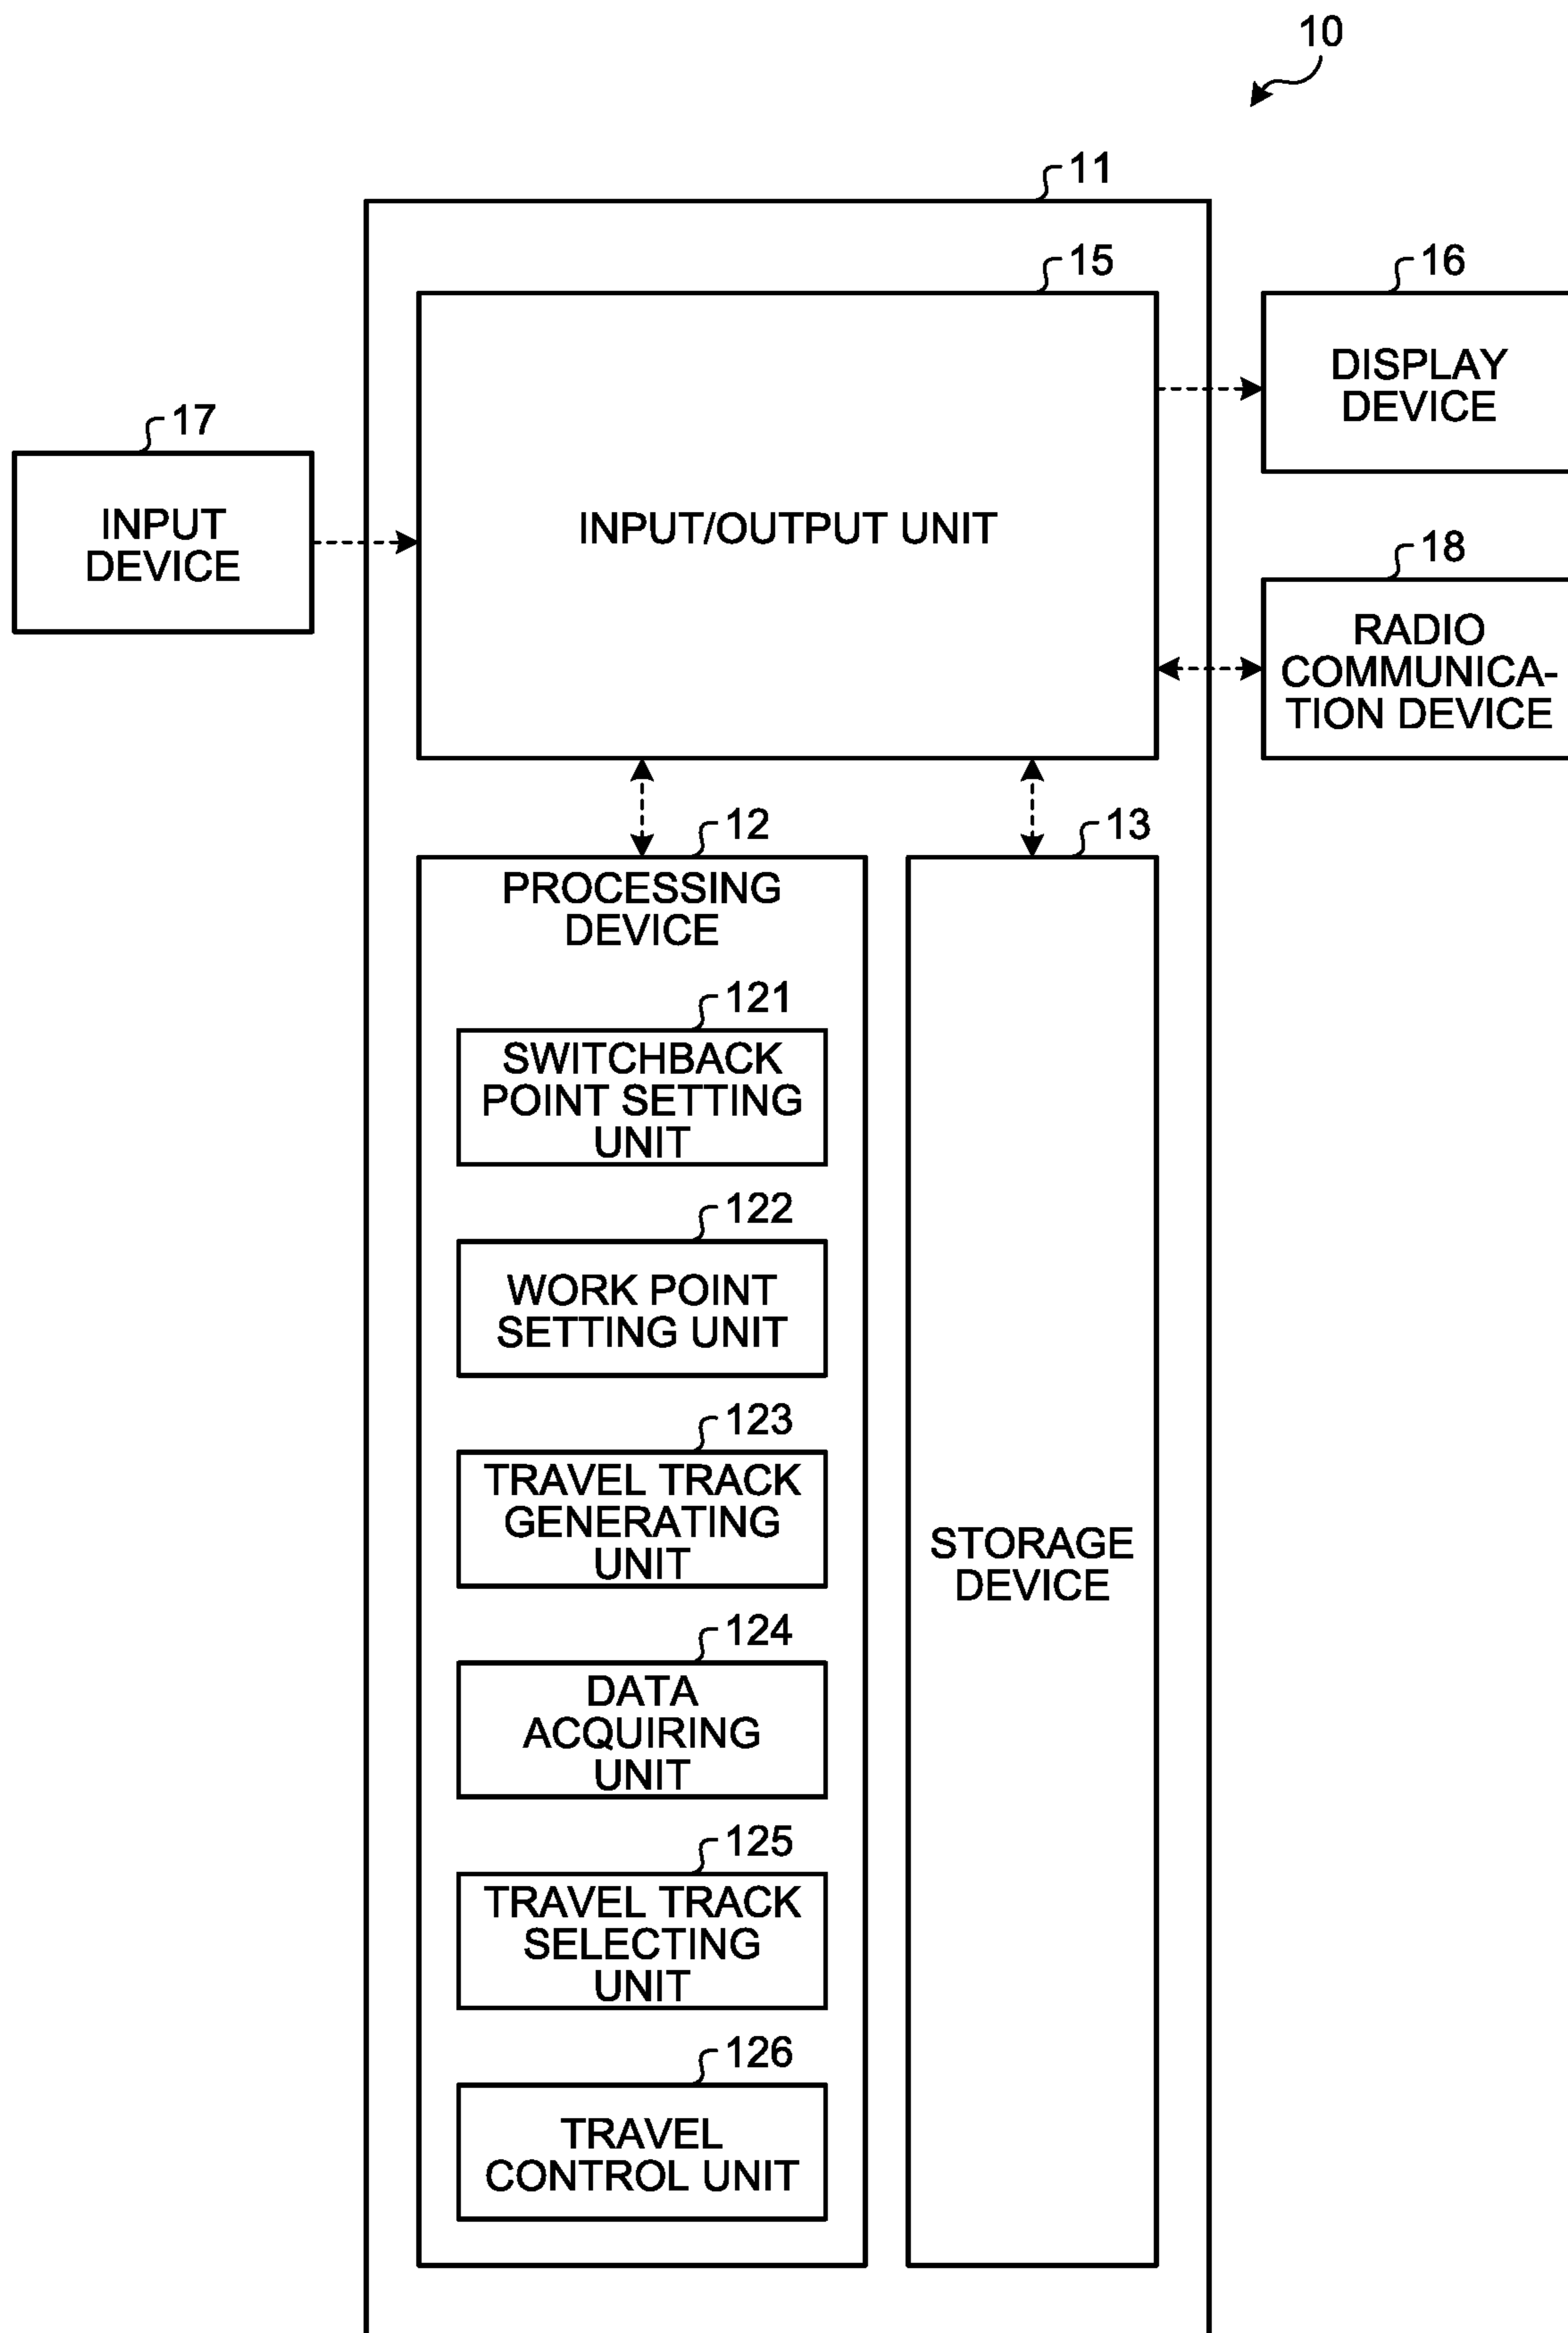 10
11
15
16
DISPLAY
DEVICE
17
INPUT
DEVICE
INPUT/OUTPUT UNIT
18
RADIO
COMMUNICA-
TION DEVICE
12
PROCESSING
DEVICE
13
STORAGE
DEVICE
121
SWITCHBACK
POINT SETTING
UNIT
122
WORK POINT
SETTING UNIT
123
TRAVEL TRACK
GENERATING
UNIT
124
DATA
ACQUIRING
UNIT
125
TRAVEL TRACK
SELECTING
UNIT
126
TRAVEL
CONTROL UNIT